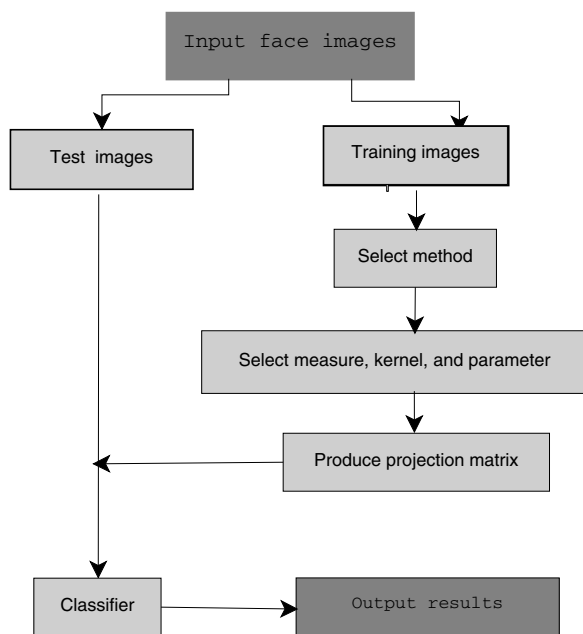 Input face images
Test images
Training images
Select method
Select measure, kernel, and parameter
Produce projection matrix
Classifier
Output results